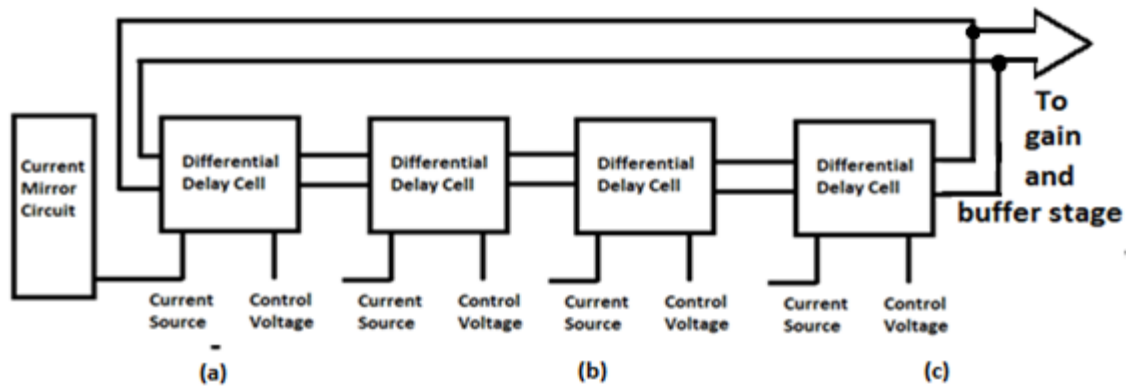 Current
Mirror
Circuit
Differential
Delay Cell
Differential
Delay Cell
Differential
Delay Cell
Differential
Delay Cell
To
gain
and
buffer stage
Current
Source
Control
Voltage
Current
Source
Control
Voltage
Current
Source
Control
Voltage
Current
Source
Control
Voltage
(a)
(b)
(c)